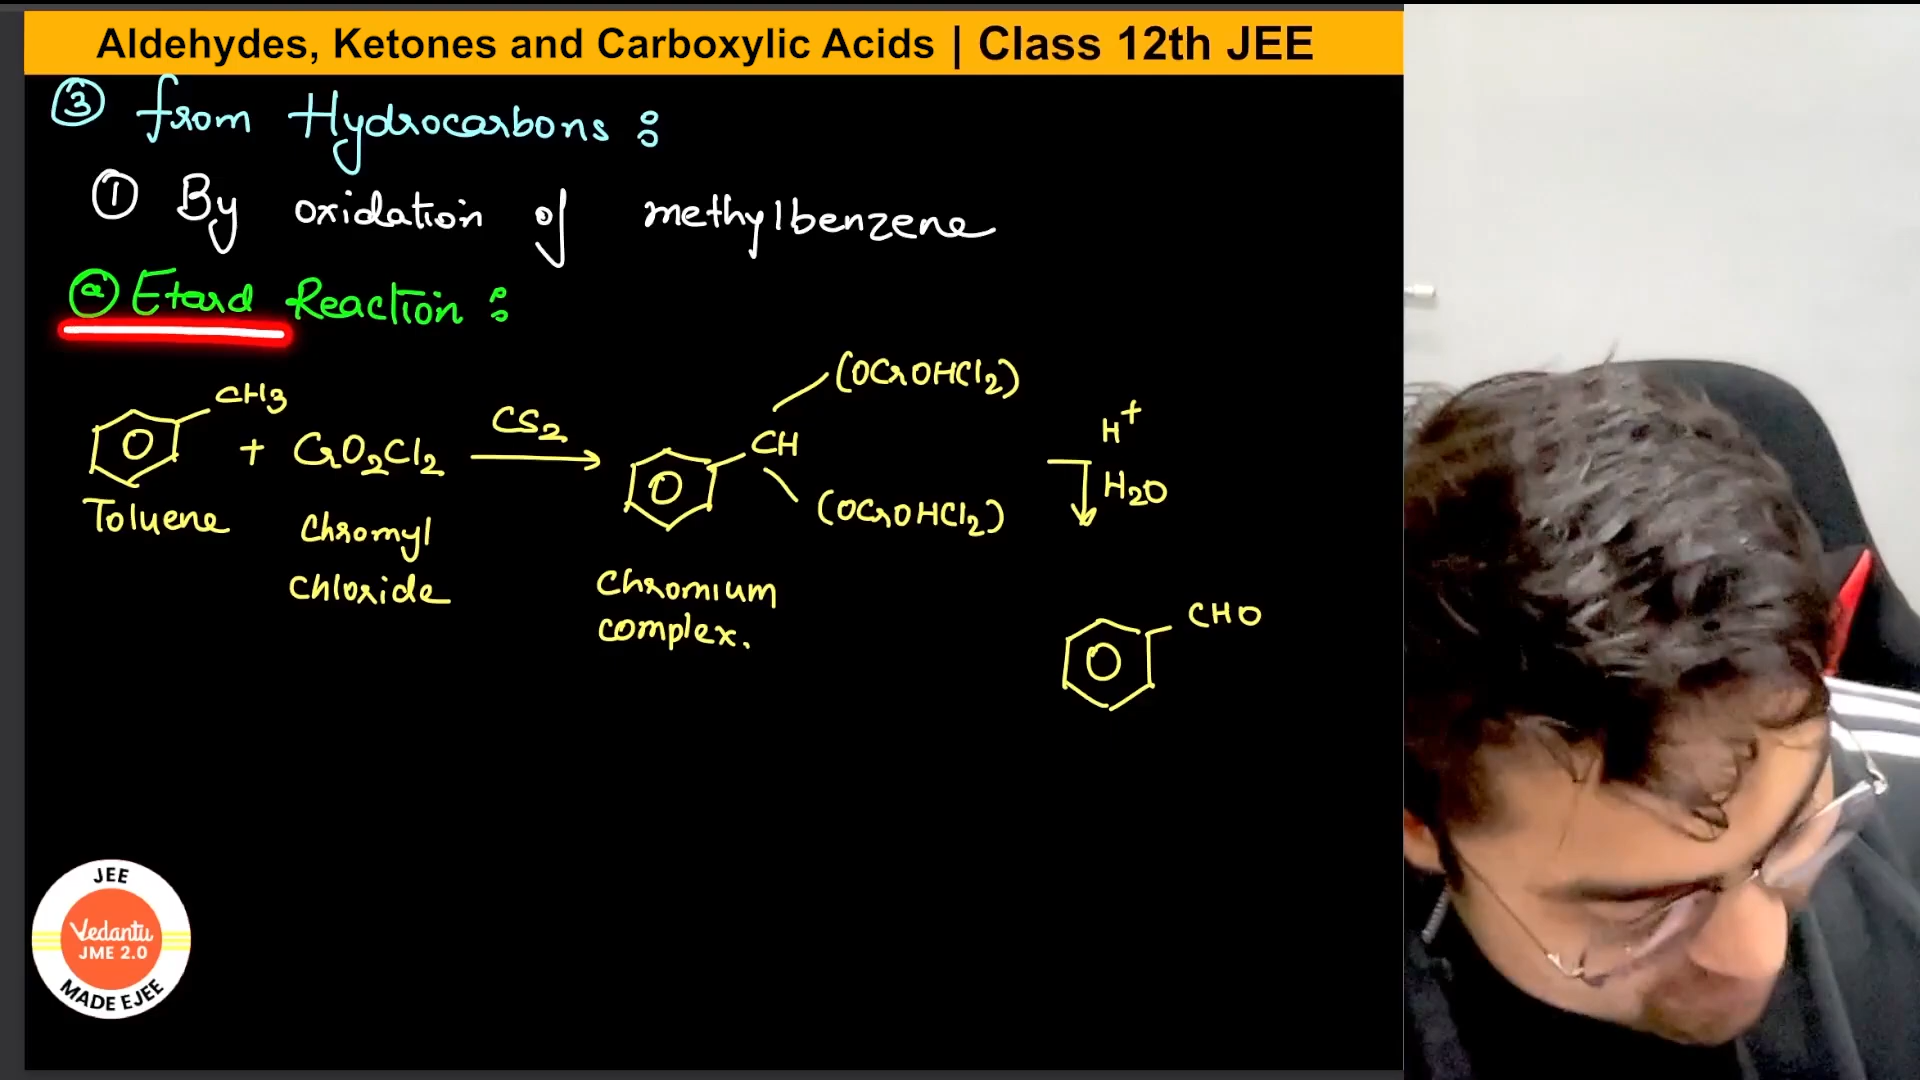 Aldehydes, Ketones and Carboxylic Acids | Class 12th JEE
③ from Hydrocarbons :
① By oxidation of methylbenzene
ⓐ Etard Reaction :
CH3
+ CrO2Cl2
CS2
Toluene
Chromyl
Chloride
CH
(OCrOHCl2)
(OCrOHCl2)
Chromium
complex.
H+
H2O
CHO
JEE
Vedantu
JME 2.0
MADE EJEE